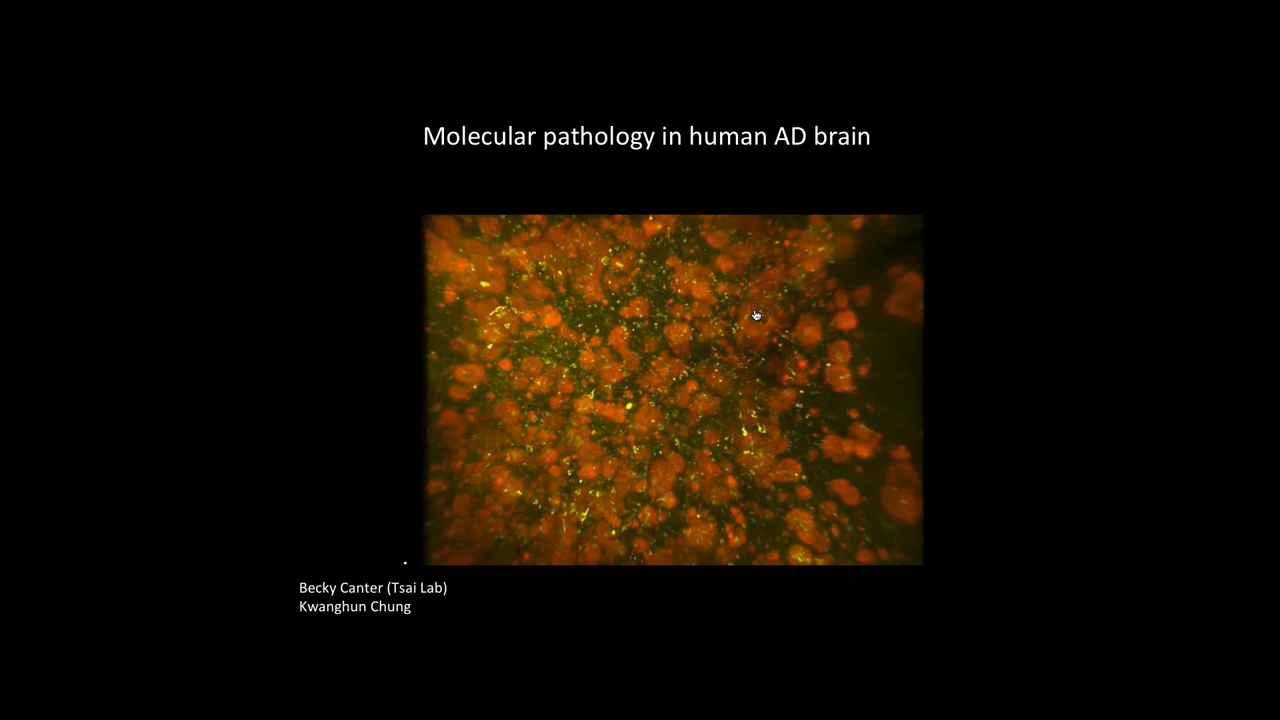 Molecular pathology in human AD brain
Becky Canter (Tsai Lab)
Kwanghun Chung